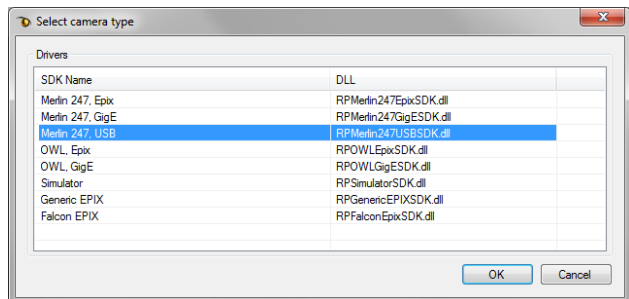 Select camera type
Drivers
SDK Name DLL
Merlin 247, Epix RPMerlin247EpixSDK.dll
Merlin 247, GigE RPMerlin247GigESDK.dll
Merlin 247, USB RPMerlin247USBSDK.dll
OWL, Epix RPOWLEpixSDK.dll
OWL, GigE RPOWLGigESDK.dll
Simulator RPSimulatorSDK.dll
Generic EPIX RPGenericEPIXSDK.dll
Falcon EPIX RPFalconEpixSDK.dll
OK Cancel